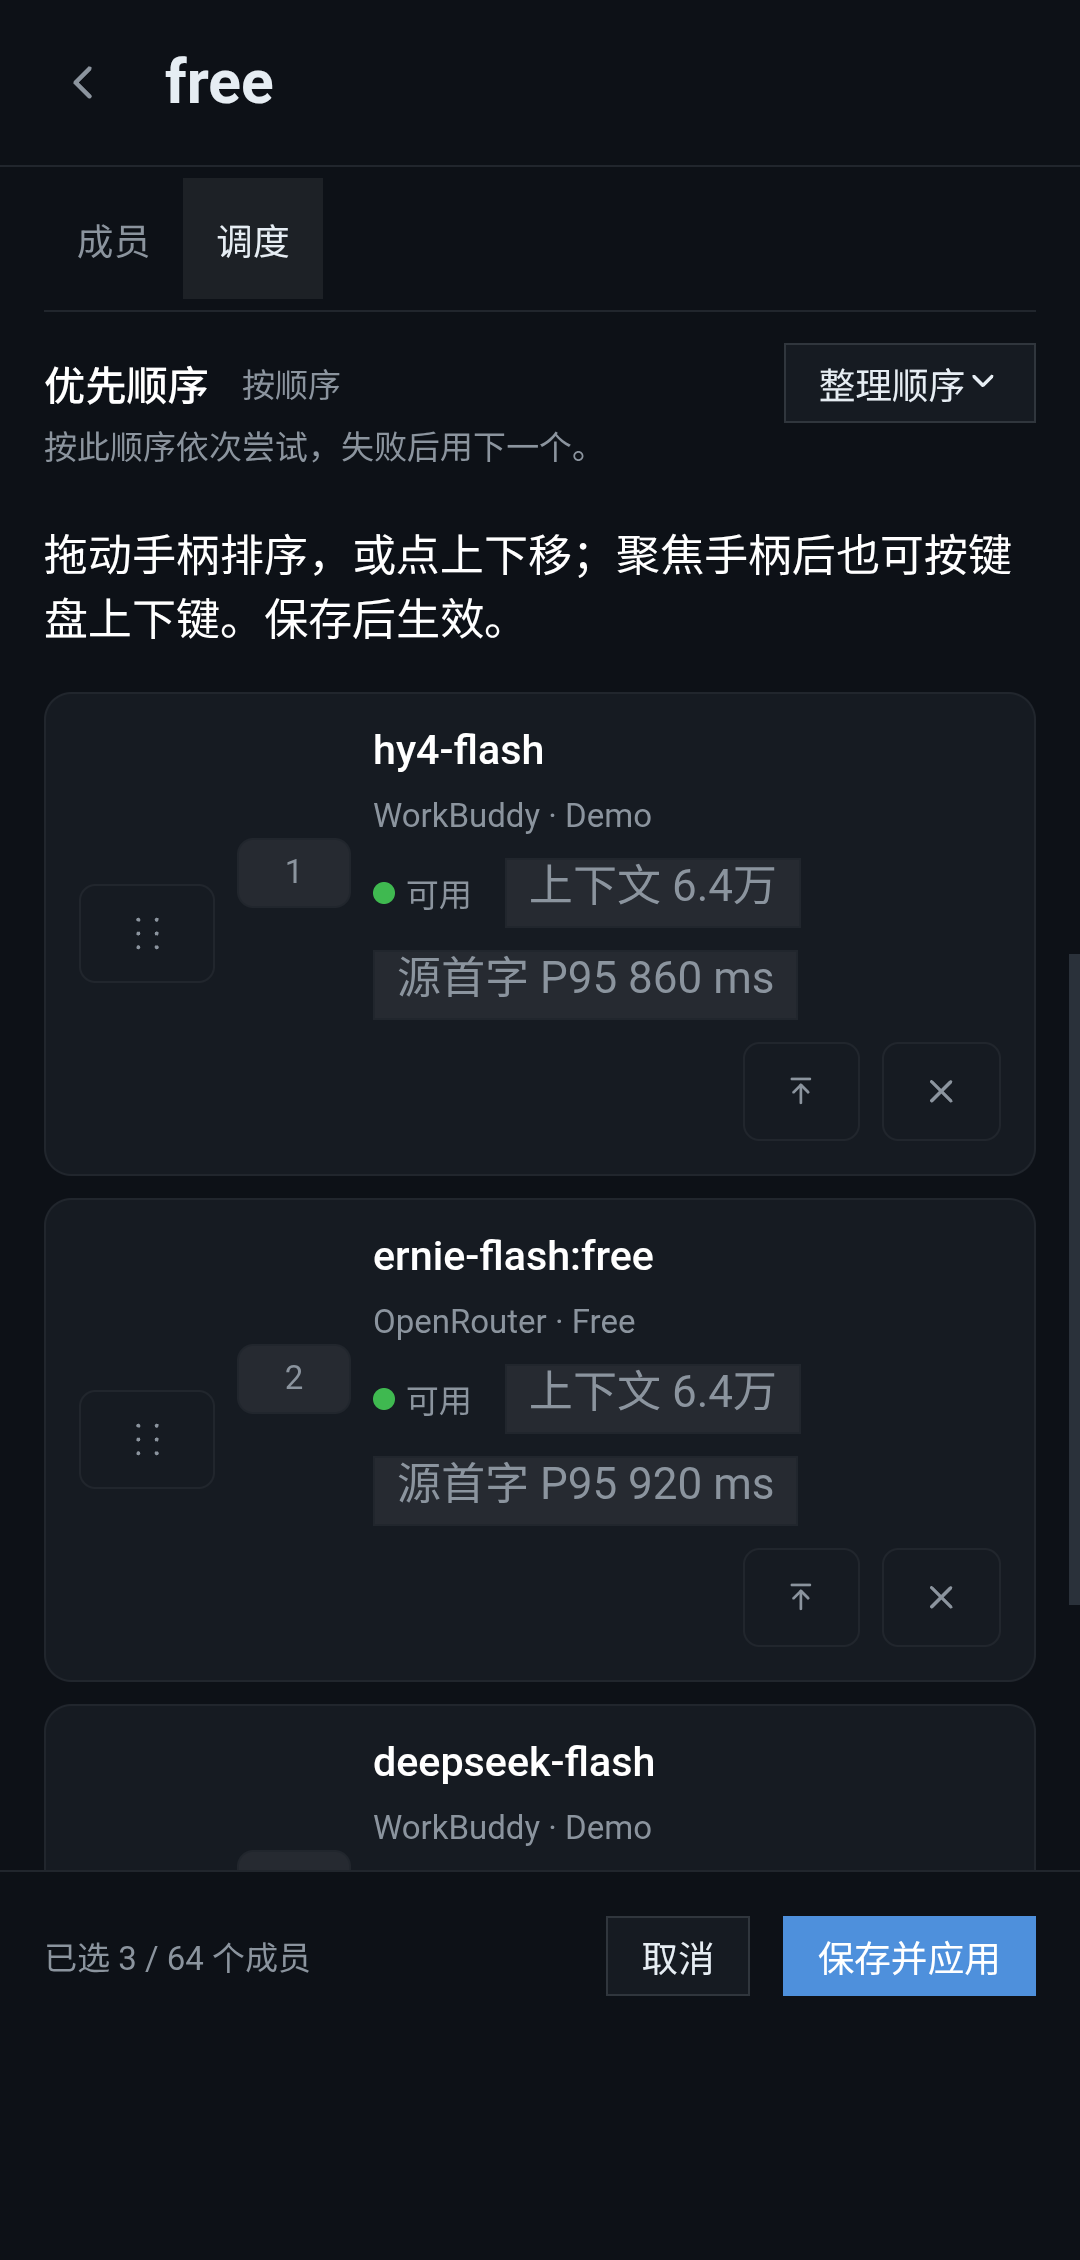 free
成员
调度
优先顺序
按顺序
整理顺序
按此顺序依次尝试，失败后用下一个。
拖动手柄排序，或点上下移；聚焦手柄后也可按键
盘上下键。保存后生效。
hy4-flash
WorkBuddy · Demo
1
可用
上下文 6.4万
源首字 P95 860 ms
ernie-flash:free
OpenRouter · Free
2
可用
上下文 6.4万
源首字 P95 920 ms
deepseek-flash
WorkBuddy · Demo
已选 3 / 64 个成员
取消
保存并应用